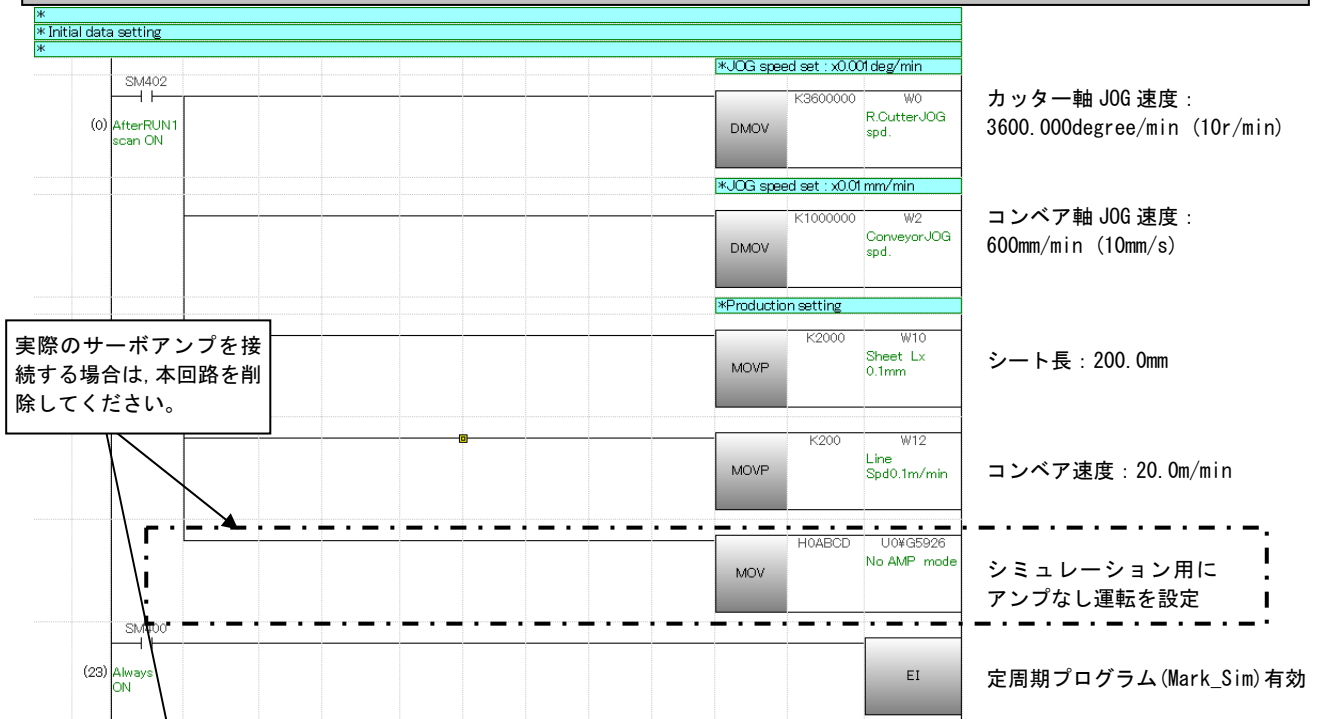 *
* Initial data setting
*
*JOG speed set : x0.001deg/min
SM402
(0) AfterRUN1
scan ON
DMOV
K3600000
W0
R.CutterJOG
spd.
カッター軸 JOG 速度：
3600.000degree/min (10r/min)
*JOG speed set : x0.01mm/min
DMOV
K1000000
W2
ConveyorJOG
spd.
コンベア軸 JOG 速度：
600mm/min (10mm/s)
*Production setting
実際のサーボアンプを接
続する場合は,本回路を削
除してください。
MOVP
K2000
W10
Sheet Lx
0.1mm
シート長：200.0mm
MOVP
K200
W12
Line
Spd0.1m/min
コンベア速度：20.0m/min
MOV
H0ABCD
U0¥G5926
No AMP mode
シミュレーション用に
アンプなし運転を設定
SM400
(23) Always
ON
EI
定周期プログラム(Mark_Sim)有効